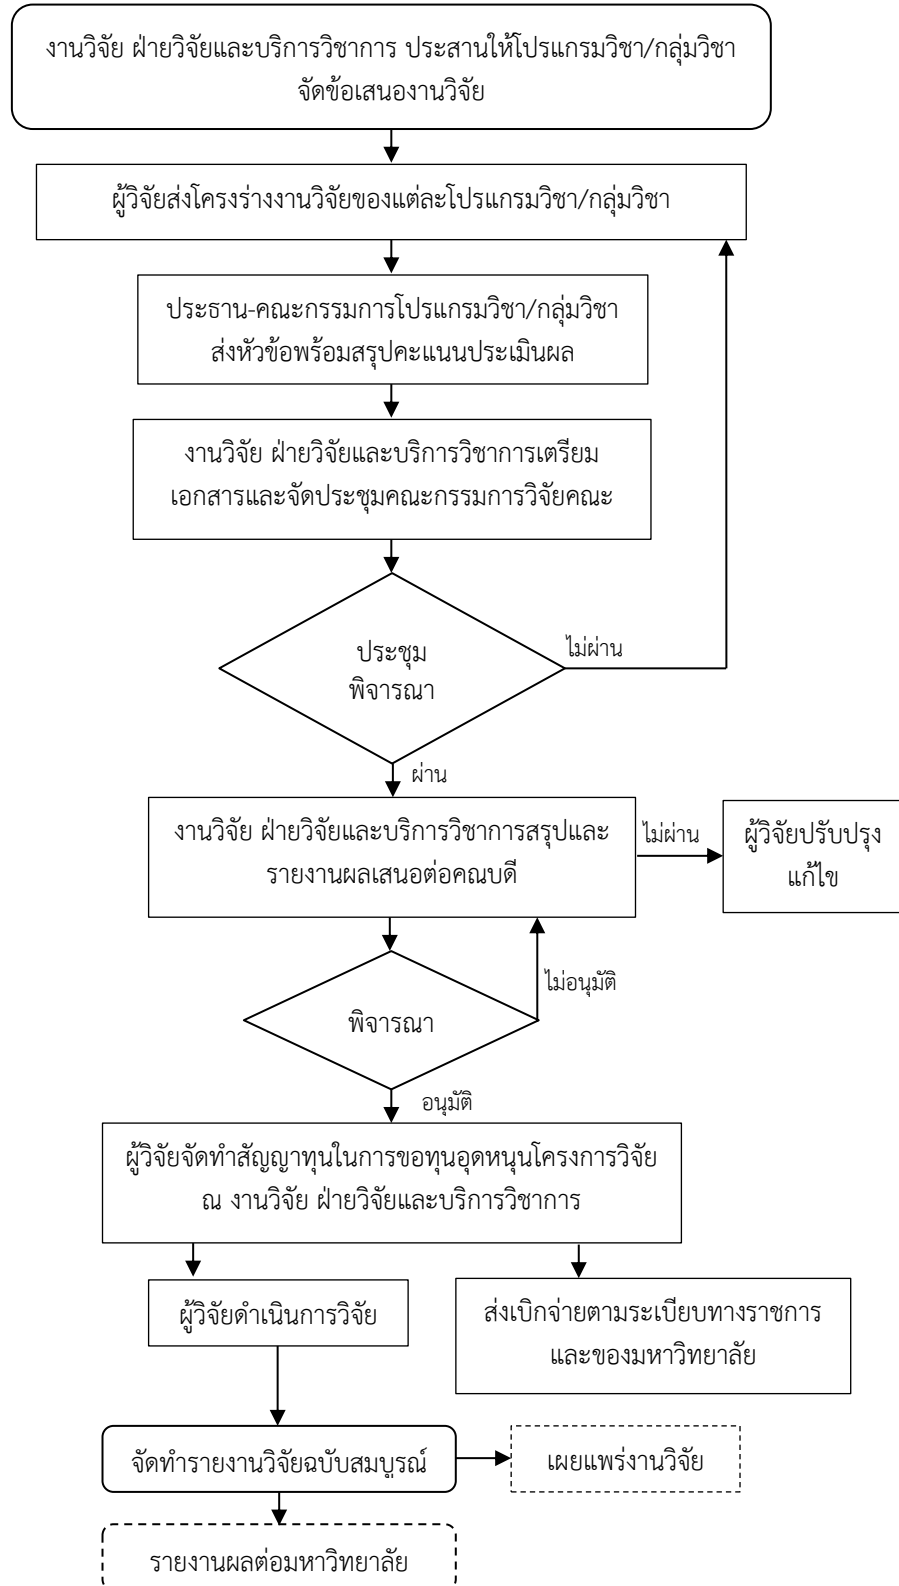 งานวิจัย ฝ่ายวิจัยและบริการวิชาการ ประสานให้โปรแกรมวิชา/กลุ่มวิชา
จัดข้อเสนองานวิจัย
ผู้วิจัยส่งโครงร่างงานวิจัยของแต่ละโปรแกรมวิชา/กลุ่มวิชา
ประธาน-คณะกรรมการโปรแกรมวิชา/กลุ่มวิชา
ส่งหัวข้อพร้อมสรุปคะแนนประเมินผล
งานวิจัย ฝ่ายวิจัยและบริการวิชาการเตรียม
เอกสารและจัดประชุมคณะกรรมการวิจัยคณะ
ประชุม
พิจารณา
ไม่ผ่าน
ผ่าน
งานวิจัย ฝ่ายวิจัยและบริการวิชาการสรุปและ
รายงานผลเสนอต่อคณบดี
ไม่ผ่าน
ผู้วิจัยปรับปรุง
แก้ไข
ไม่อนุมัติ
พิจารณา
อนุมัติ
ผู้วิจัยจัดทำสัญญาทุนในการขอทุนอุดหนุนโครงการวิจัย
ณ งานวิจัย ฝ่ายวิจัยและบริการวิชาการ
ผู้วิจัยดำเนินการวิจัย
ส่งเบิกจ่ายตามระเบียบทางราชการ
และของมหาวิทยาลัย
จัดทำรายงานวิจัยฉบับสมบูรณ์
เผยแพร่งานวิจัย
รายงานผลต่อมหาวิทยาลัย